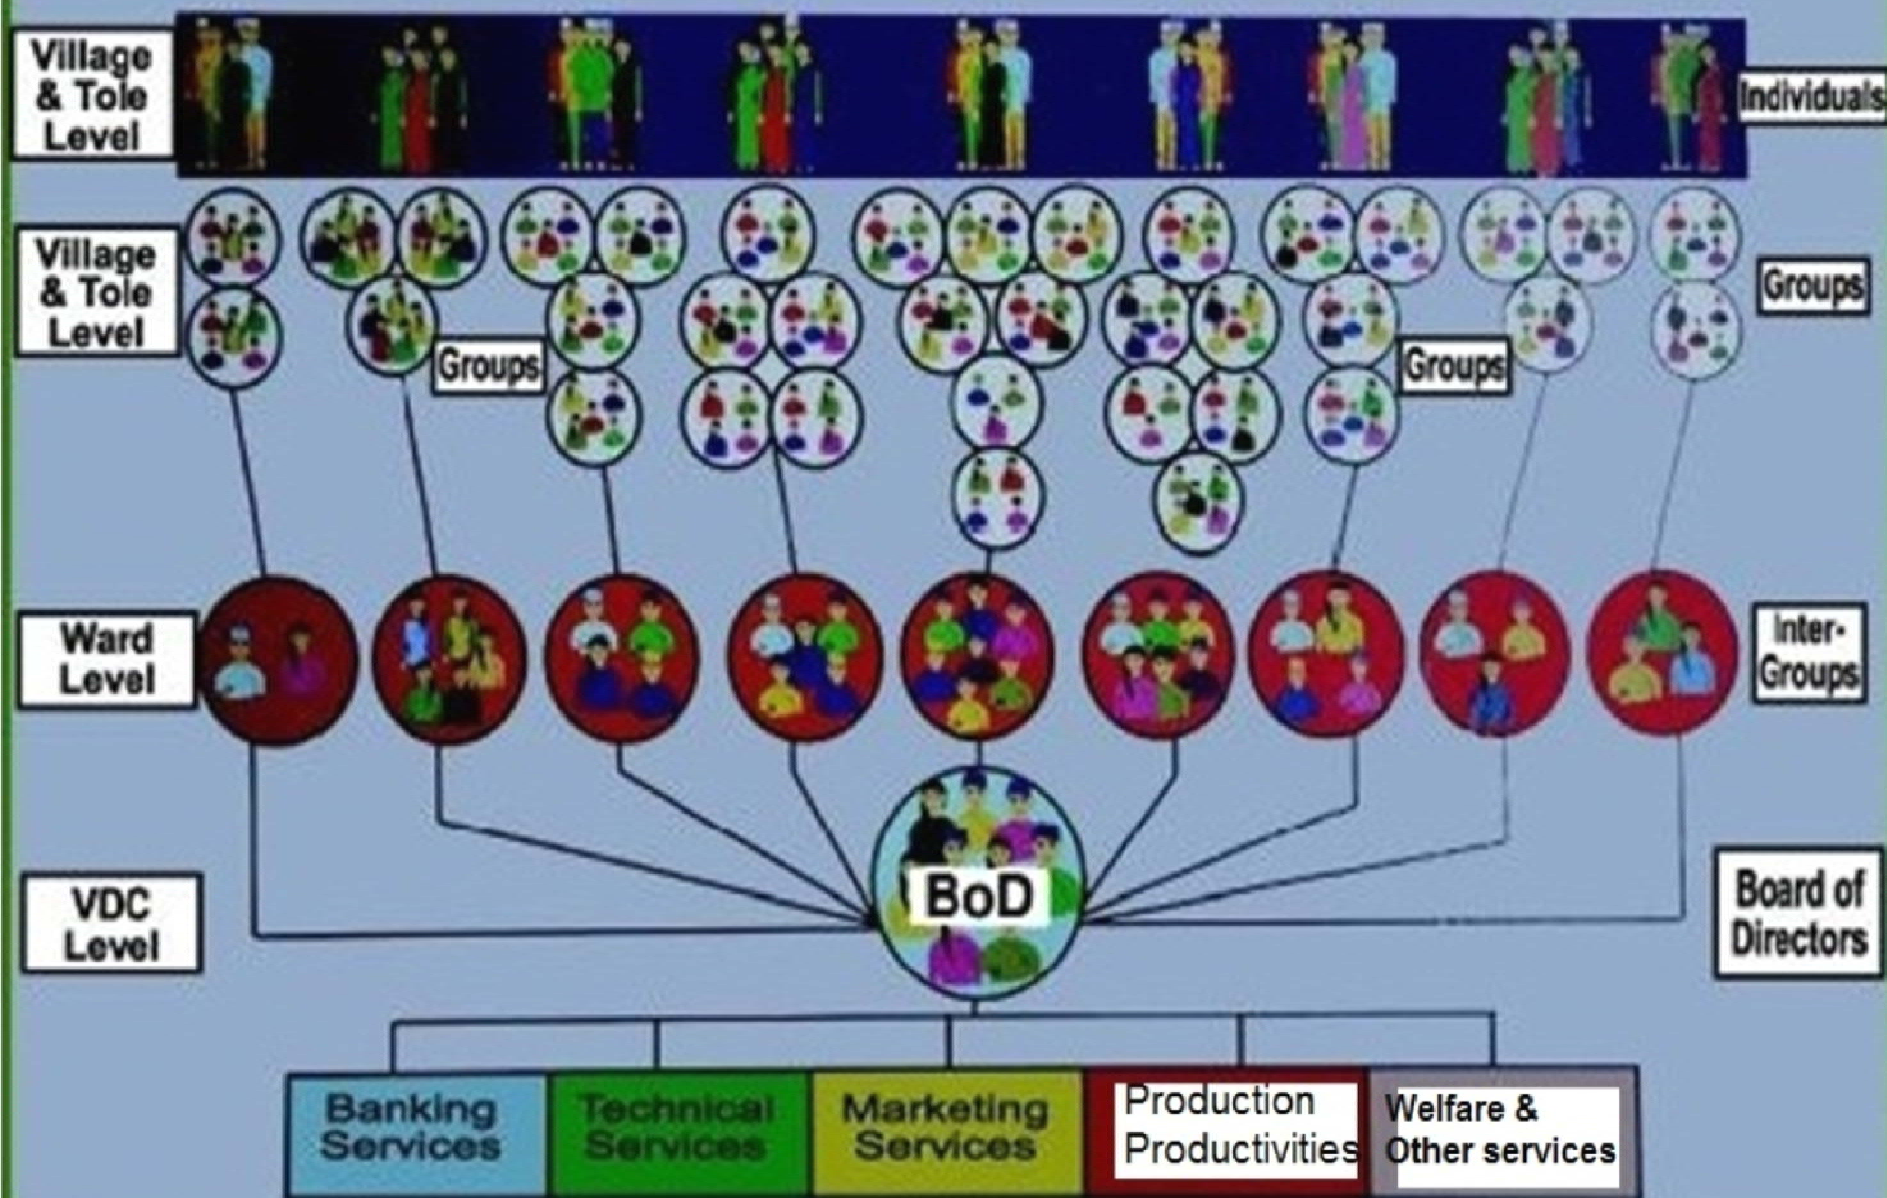 Village
& Tole
Level
Individuals
Village
& Tole
Level
Groups
Groups
Groups
Ward
Level
Inter-
Groups
BoD
VDC
Level
Board of
Directors
Banking
Services
Technical
Services
Marketing
Services
Production
Productivities
Welfare &
Other services